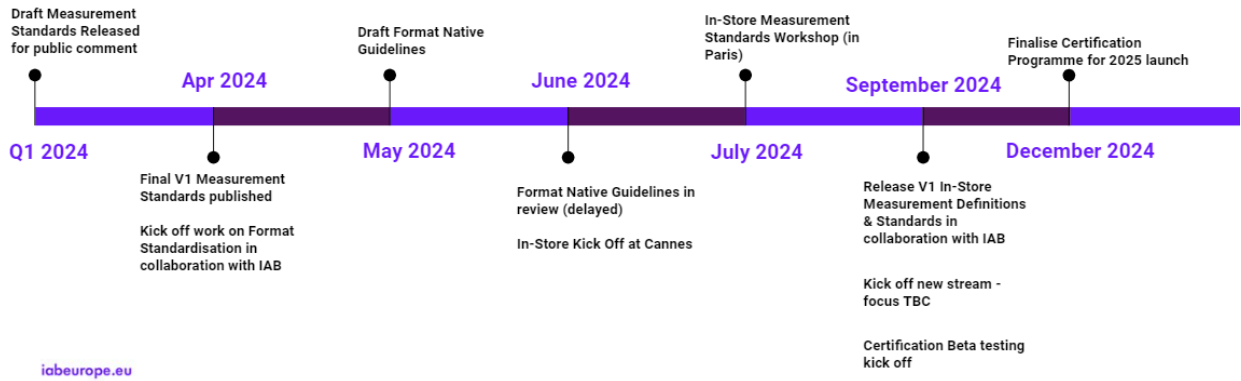 Draft Measurement
Standards Released
for public comment
Q1 2024
Apr 2024
Final V1 Measurement
Standards published
Kick off work on Format
Standardisation in
collaboration with IAB
Draft Format Native
Guidelines
May 2024
June 2024
Format Native Guidelines in
review (delayed)
In-Store Kick Off at Cannes
In-Store Measurement
Standards Workshop (in
Paris)
July 2024
September 2024
Release V1 In-Store
Measurement Definitions
& Standards in
collaboration with IAB
Kick off new stream -
focus TBC
Certification Beta testing
kick off
Finalise Certification
Programme for 2025 launch
December 2024
iabeurope.eu